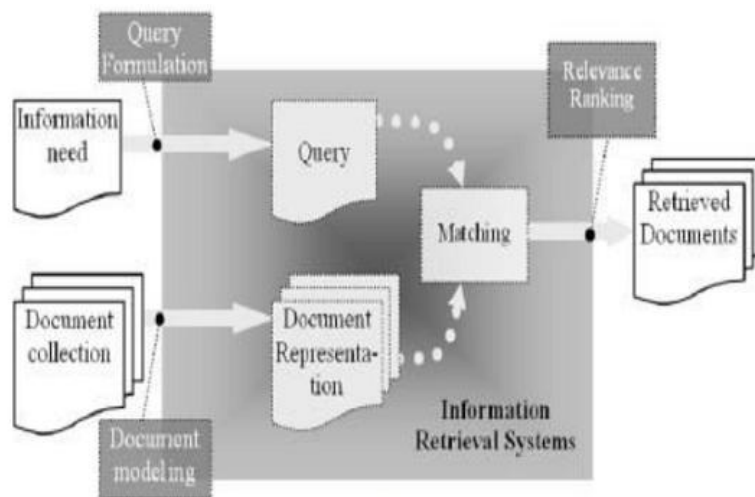 Query
Formulation
Relevance
Ranking
Information
need
Query
Matching
Retrieved
Documents
Document
collection
Document
Representa-
tion
Information
Retrieval Systems
Document
modeling